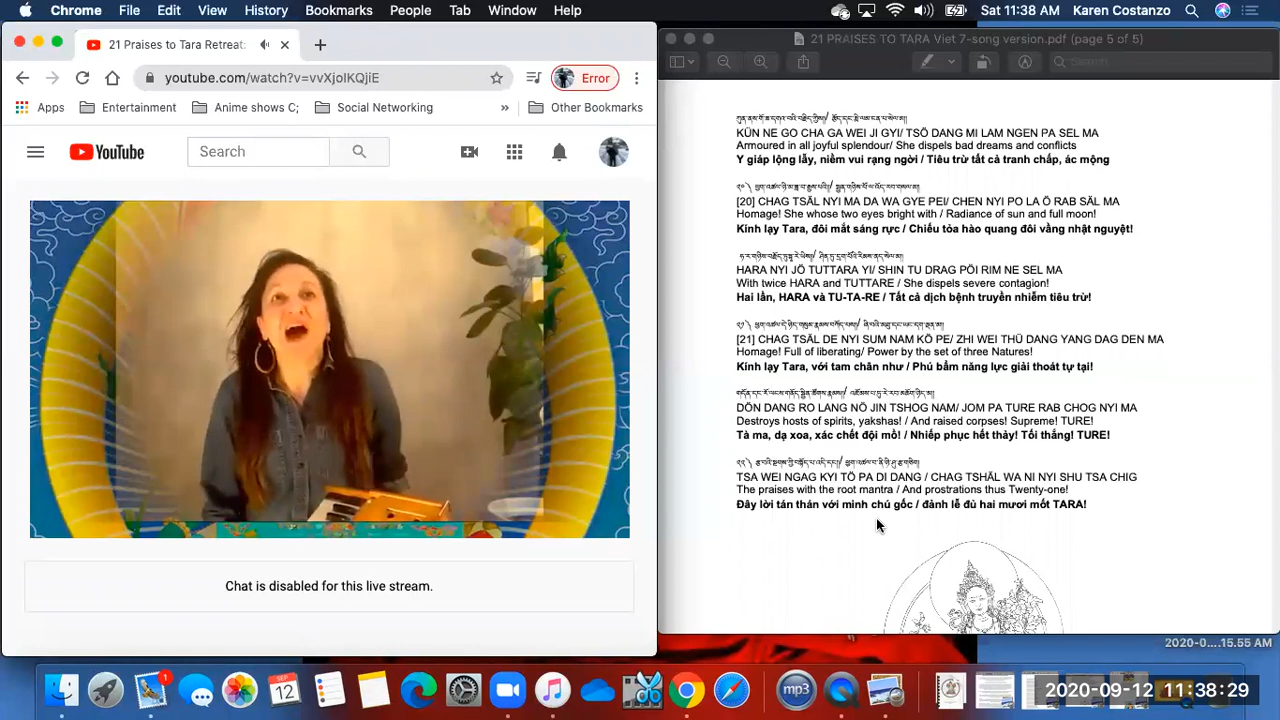 Chrome File Edit View History Bookmarks People Tab Window Help Sat 11:38 AM Karen Costanzo
21 Praises to Tara Retreat:
youtube.com/watch?v=vvXjolKQjiE Error
Apps Entertainment Anime shows C; Social Networking » Other Bookmarks
YouTube Search
Chat is disabled for this live stream.
21 PRAISES TO TARA Viet 7-song version.pdf (page 5 of 5)
Search
KÜN NE GO CHA GA WEI JI GYI/ TSÖ DANG MI LAM NGEN PA SEL MA
Armoured in all joyful splendour/ She dispels bad dreams and conflicts
Y giáp lộng lẫy, niềm vui rạng ngời / Tiêu trừ tất cả tranh chấp, ác mộng
[20] CHAG TSÄL NYI MA DA WA GYE PEI/ CHEN NYI PO LA Ö RAB SÄL MA
Homage! She whose two eyes bright with / Radiance of sun and full moon!
Kính lạy Tara, đôi mắt sáng rực / Chiếu tỏa hào quang đôi vầng nhật nguyệt!
HARA NYI JÖ TUTTARA YI/ SHIN TU DRAG PÖI RIM NE SEL MA
With twice HARA and TUTTARE / She dispels severe contagion!
Hai lần, HARA và TU-TA-RE / Tất cả dịch bệnh truyền nhiễm tiêu trừ!
[21] CHAG TSÄL DE NYI SUM NAM KÖ PE/ ZHI WEI THÜ DANG YANG DAG DEN MA
Homage! Full of liberating/ Power by the set of three Natures!
Kính lạy Tara, với tam chân như / Phú bẩm năng lực giải thoát tự tại!
DÖN DANG RO LANG NÖ JIN TSHOG NAM/ JOM PA TURE RAB CHOG NYI MA
Destroys hosts of spirits, yakshas! / And raised corpses! Supreme! TURE!
Tà ma, dạ xoa, xác chết đội mồ! / Nhiếp phục hết thảy! Tối thắng! TURE!
TSA WEI NGAG KYI TÖ PA DI DANG / CHAG TSHÄL WA NI NYI SHU TSA CHIG
The praises with the root mantra / And prostrations thus Twenty-one!
Đây lời tán thán với minh chú gốc / đảnh lễ đủ hai mươi mốt TARA!
2020-0....15.55 AM
SEP
12
1
mp3
2020-09-12 11:38:29